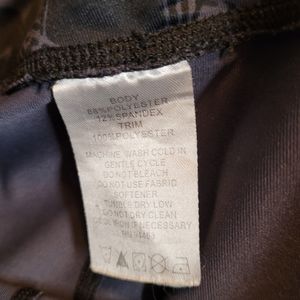 BODY
88% POLYESTER
12% SPANDEX
TRIM
100% POLYESTER
MACHINE WASH COLD IN
GENTLE CYCLE
DO NOT BLEACH
DO NOT USE FABRIC
SOFTENER
TUMBLE DRY LOW
DO NOT DRY CLEAN
COOL IRON IF NECESSARY